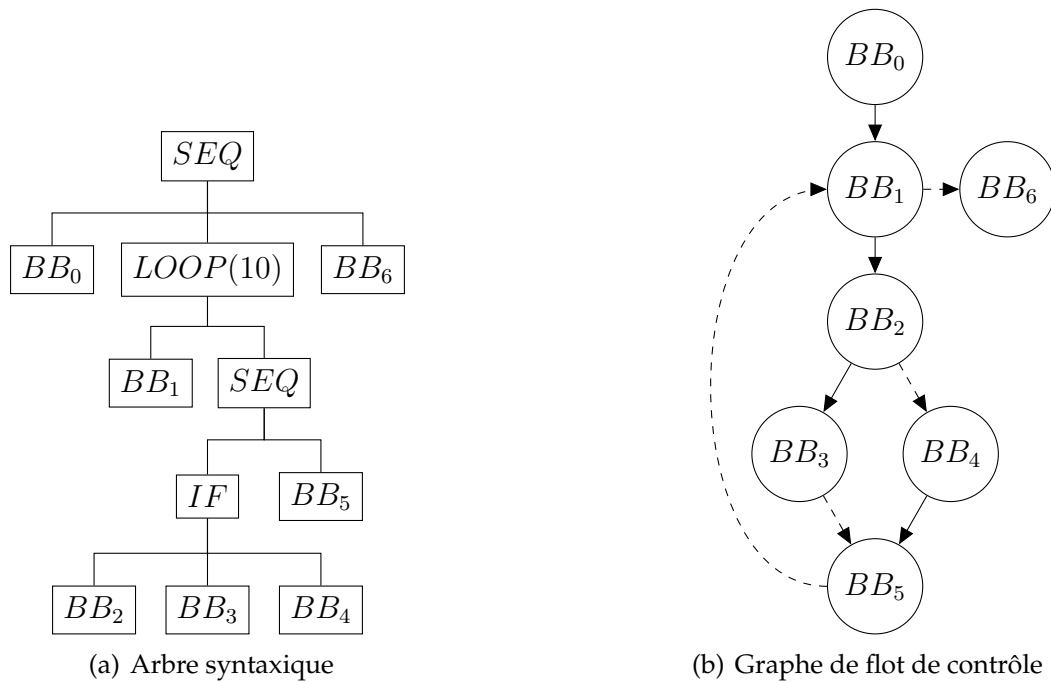 SEQ
BB₀ LOOP(10) BB₆
BB₁ SEQ
IF BB₅
BB₂ BB₃ BB₄
(a) Arbre syntaxique
BB₀
BB₁ BB₆
BB₂
BB₃ BB₄
BB₅
(b) Graphe de flot de contrôle